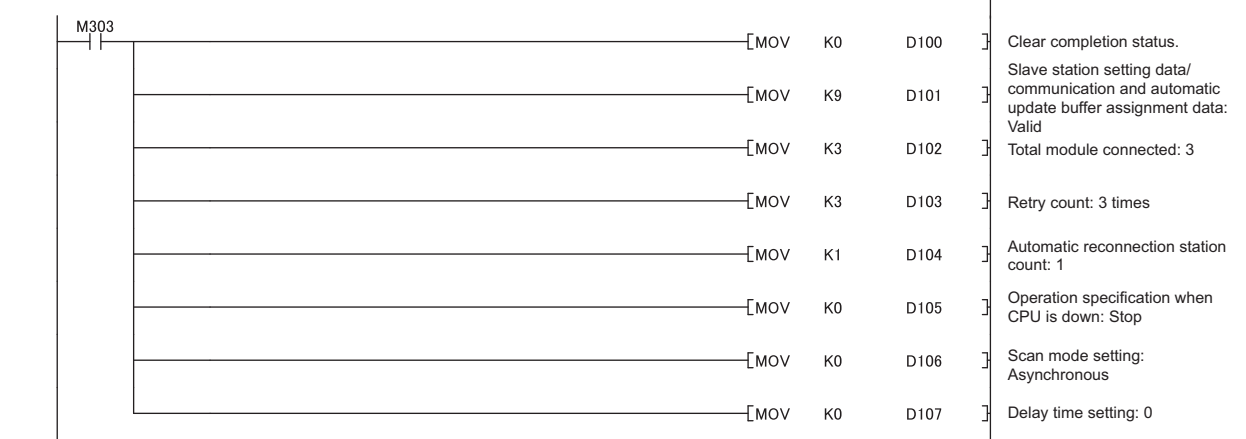 M303
MOV K0 D100 Clear completion status.
Slave station setting data/
MOV K9 D101 communication and automatic
update buffer assignment data:
Valid
MOV K3 D102 Total module connected: 3
MOV K3 D103 Retry count: 3 times
MOV K1 D104 Automatic reconnection station
count: 1
MOV K0 D105 Operation specification when
CPU is down: Stop
MOV K0 D106 Scan mode setting:
Asynchronous
MOV K0 D107 Delay time setting: 0